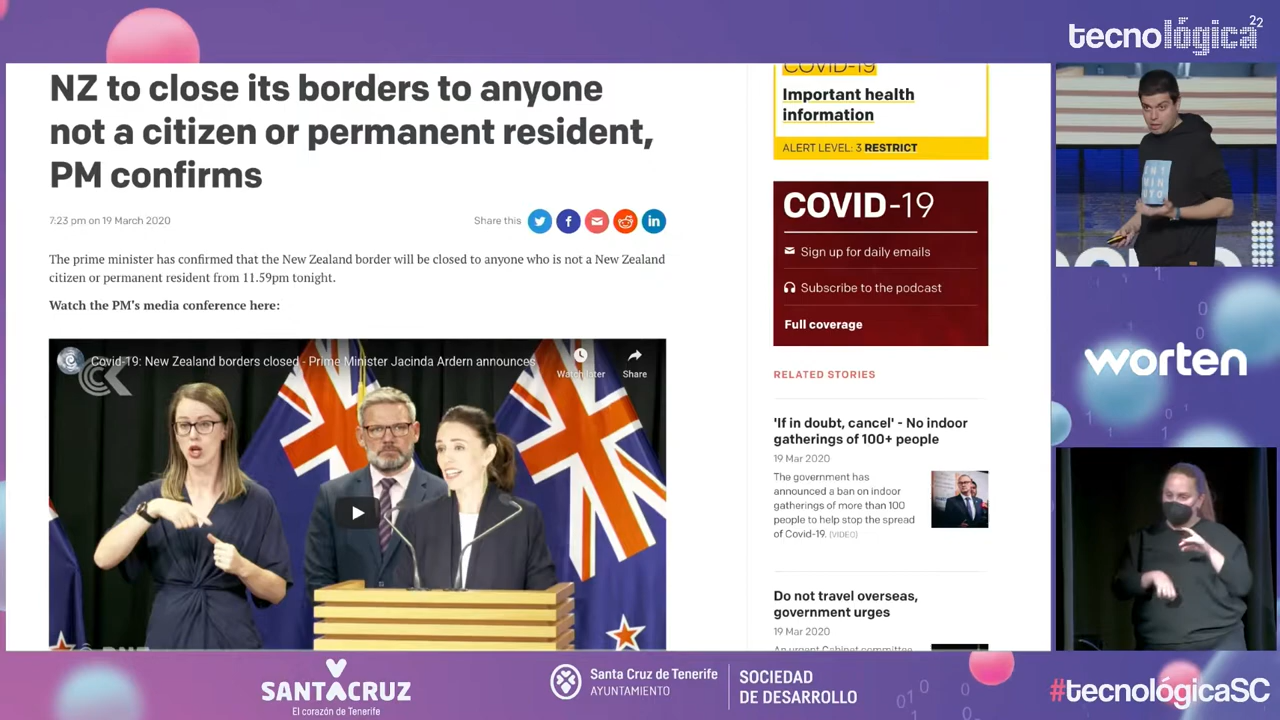 tecnológica22
NZ to close its borders to anyone
not a citizen or permanent resident,
PM confirms
7:23 pm on 19 March 2020
Share this
The prime minister has confirmed that the New Zealand border will be closed to anyone who is not a New Zealand
citizen or permanent resident from 11.59pm tonight.
Watch the PM's media conference here:
Covid-19: New Zealand borders closed - Prime Minister Jacinda Ardern announces
Watch later
Share
COVID-19
Important health
information
ALERT LEVEL: 3 RESTRICT
COVID-19
Sign up for daily emails
Subscribe to the podcast
Full coverage
RELATED STORIES
'If in doubt, cancel' - No indoor
gatherings of 100+ people
19 Mar 2020
The government has
announced a ban on indoor
gatherings of more than 100
people to help stop the spread
of Covid-19. (VIDEO)
Do not travel overseas,
government urges
19 Mar 2020
An urgent Cabinet committee
worten
SANTACRUZ
El corazón de Tenerife
Santa Cruz de Tenerife
AYUNTAMIENTO
SOCIEDAD
DE DESARROLLO
#tecnológicaSC